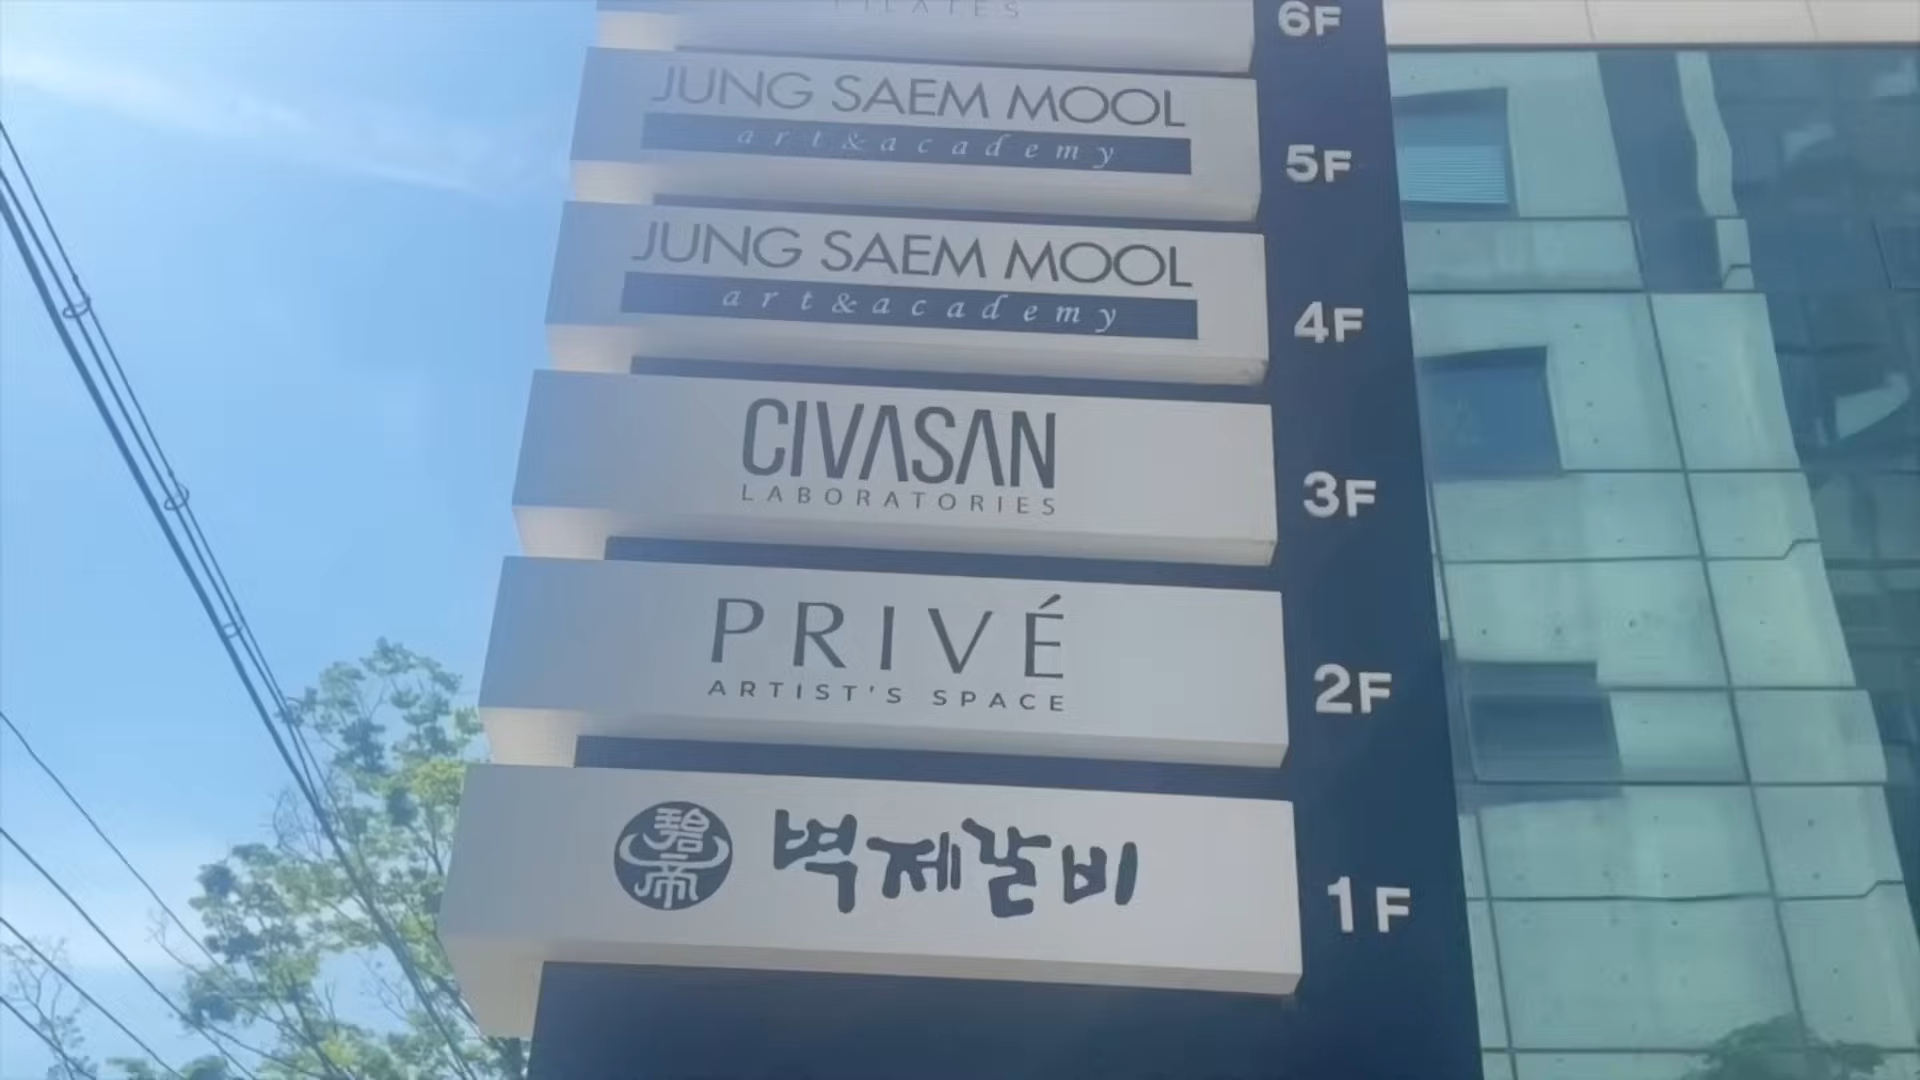 PILATES
6F
JUNG SAEM MOOL
art&academy
5F
JUNG SAEM MOOL
art&academy
4F
CIVASAN
LABORATORIES
3F
PRIVÉ
ARTIST'S SPACE
2F
碧帝
벽제갈비
1F